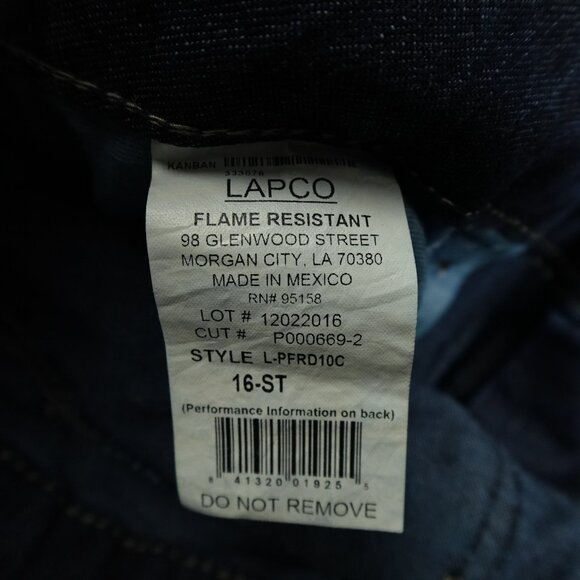 KANBAN
333076
LAPCO
FLAME RESISTANT
98 GLENWOOD STREET
MORGAN CITY, LA 70380
MADE IN MEXICO
RN# 95158
LOT # 12022016
CUT # P000669-2
STYLE L-PFRD10C
16-ST
(Performance Information on back)
8 41320 01925 5
DO NOT REMOVE